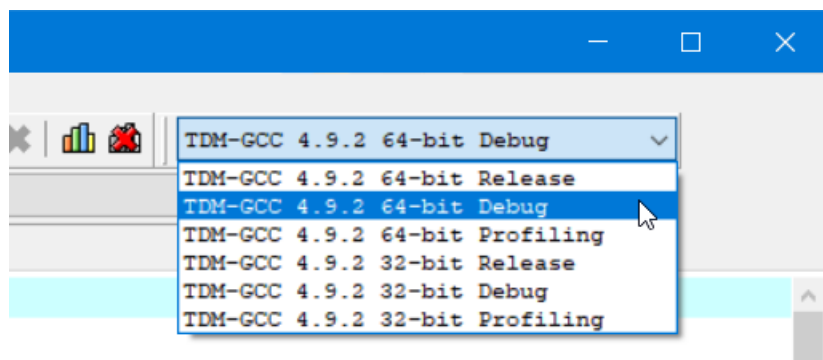 TDM-GCC 4.9.2 64-bit Debug
TDM-GCC 4.9.2 64-bit Release
TDM-GCC 4.9.2 64-bit Debug
TDM-GCC 4.9.2 64-bit Profiling
TDM-GCC 4.9.2 32-bit Release
TDM-GCC 4.9.2 32-bit Debug
TDM-GCC 4.9.2 32-bit Profiling